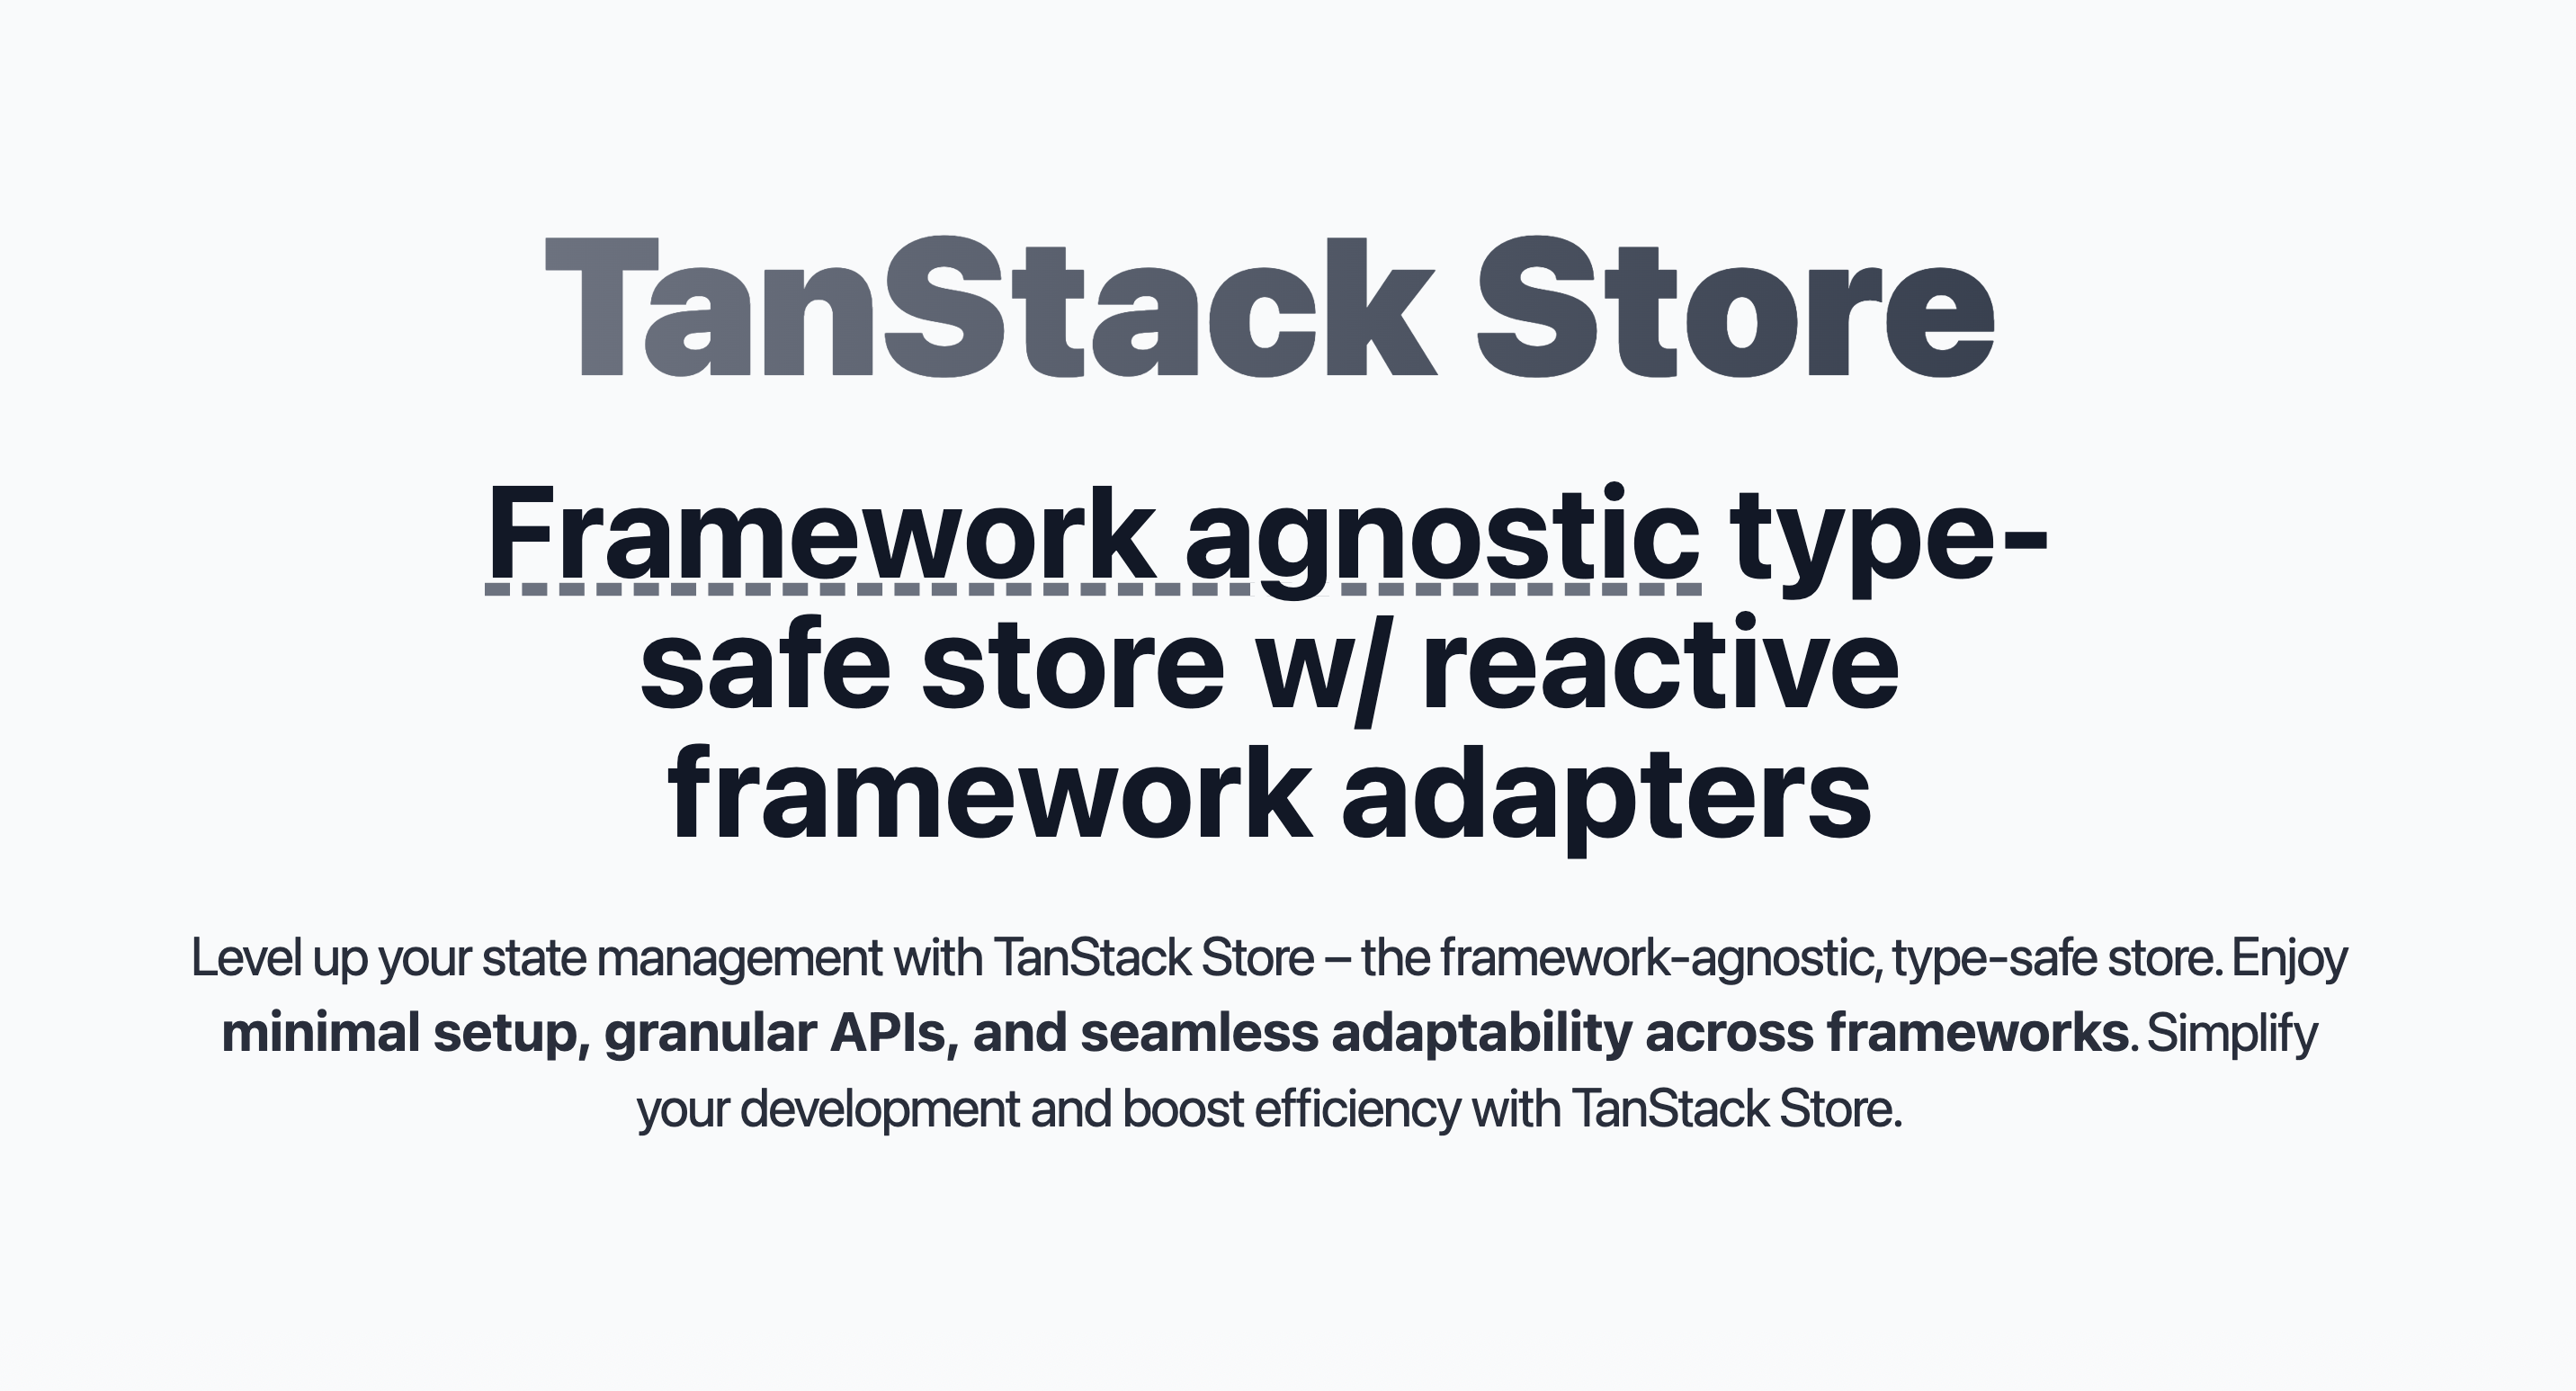 TanStack Store
Framework agnostic type-
safe store w/ reactive
framework adapters
Level up your state management with TanStack Store – the framework-agnostic, type-safe store. Enjoy
minimal setup, granular APIs, and seamless adaptability across frameworks. Simplify
your development and boost efficiency with TanStack Store.